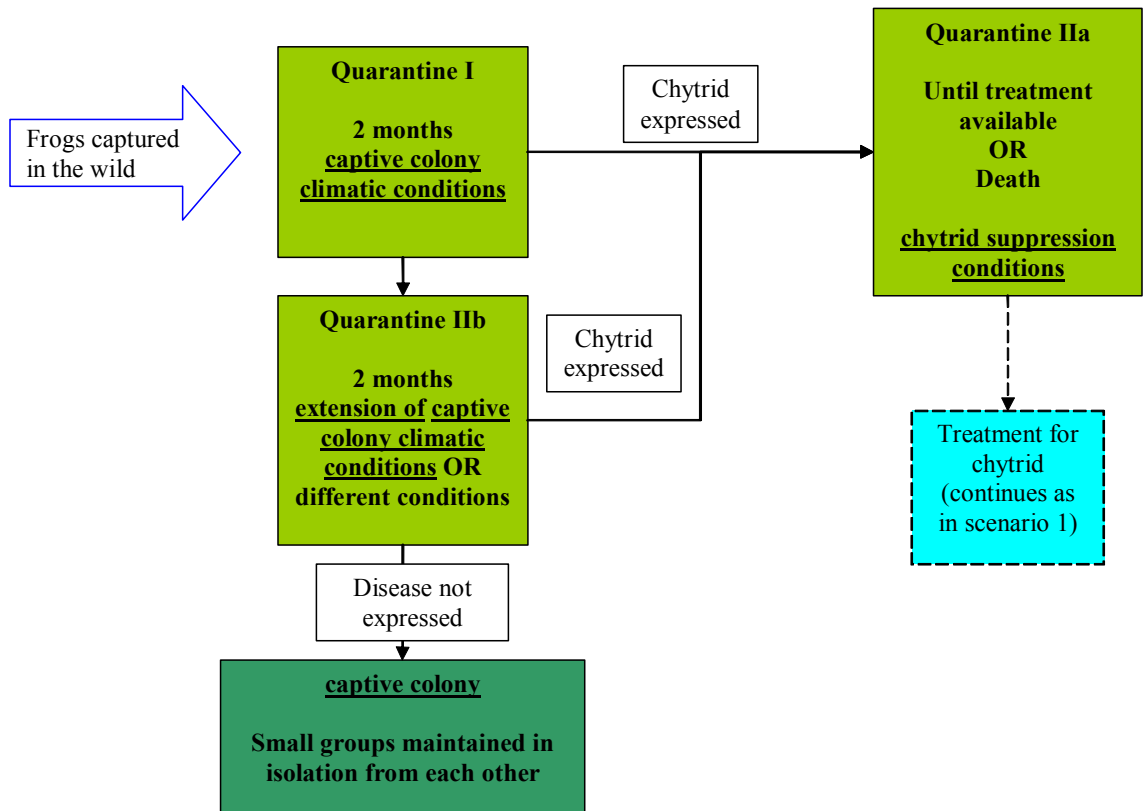 Frogs captured
in the wild
Quarantine I
2 months
captive colony
climatic conditions
Chytrid
expressed
Quarantine IIa
Until treatment
available
OR
Death
chytrid suppression
conditions
Quarantine IIb
2 months
extension of captive
colony climatic
conditions OR
different conditions
Chytrid
expressed
Treatment for
chytrid
(continues as
in scenario 1)
Disease not
expressed
captive colony
Small groups maintained in
isolation from each other